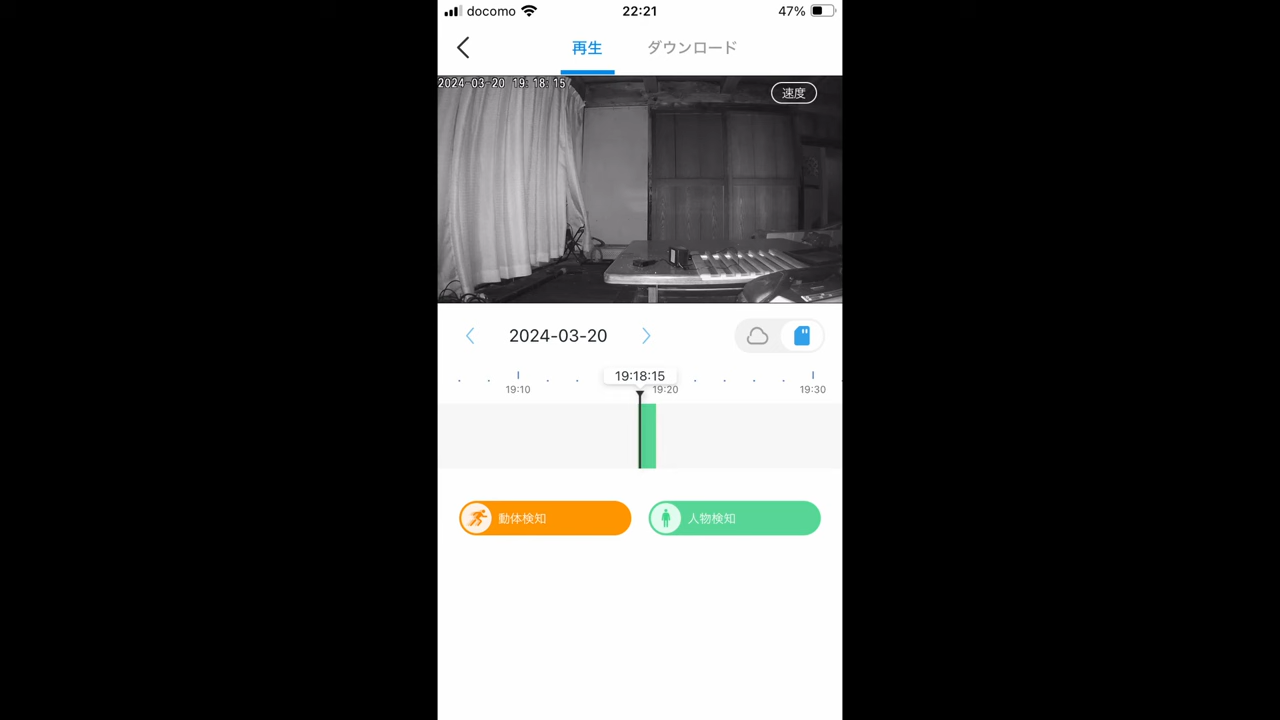 docomo 22:21 47%
再生 ダウンロード
2024-03-20 19:18:15
速度
2024-03-20
19:18:15
19:10 19:20 19:30
動体検知 人物検知